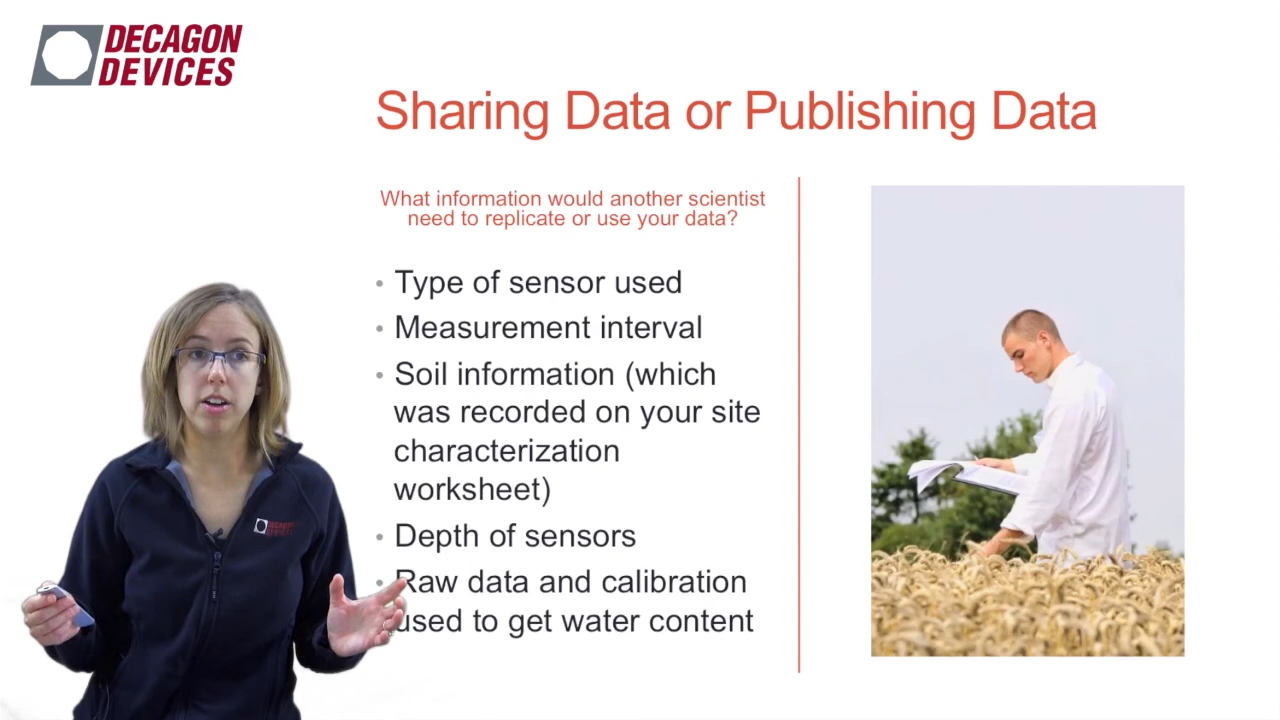 DECAGON
DEVICES
Sharing Data or Publishing Data
What information would another scientist
need to replicate or use your data?
• Type of sensor used
• Measurement interval
• Soil information (which
was recorded on your site
characterization
worksheet)
• Depth of sensors
• Raw data and calibration
used to get water content
DECAGON
DEVICES